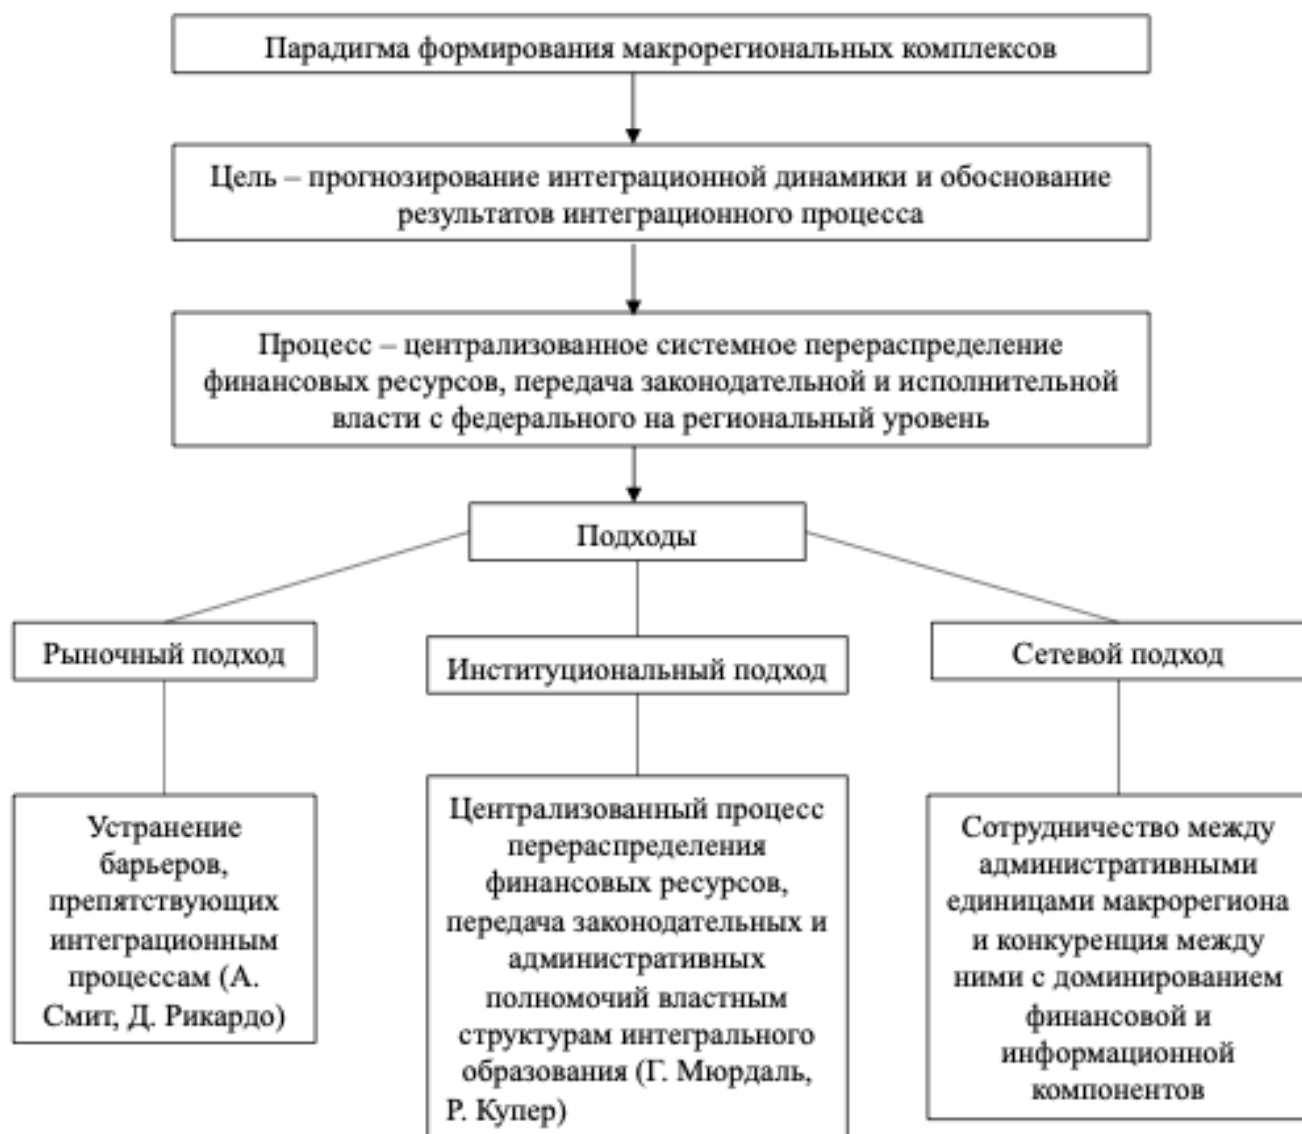 Парадигма формирования макрорегиональных комплексов
Цель – прогнозирование интеграционной динамики и обоснование
результатов интеграционного процесса
Процесс – централизованное системное перераспределение
финансовых ресурсов, передача законодательной и исполнительной
власти с федерального на региональный уровень
Подходы
Рыночный подход
Институциональный подход
Сетевой подход
Устранение
барьеров,
препятствующих
интеграционным
процессам (А.
Смит, Д. Рикардо)
Централизованный процесс
перераспределения
финансовых ресурсов,
передача законодательных и
административных
полномочий властным
структурам интегрального
образования (Г. Мюрдаль,
Р. Купер)
Сотрудничество между
административными
единицами макрорегиона
и конкуренция между
ними с доминированием
финансовой и
информационной
компонентов